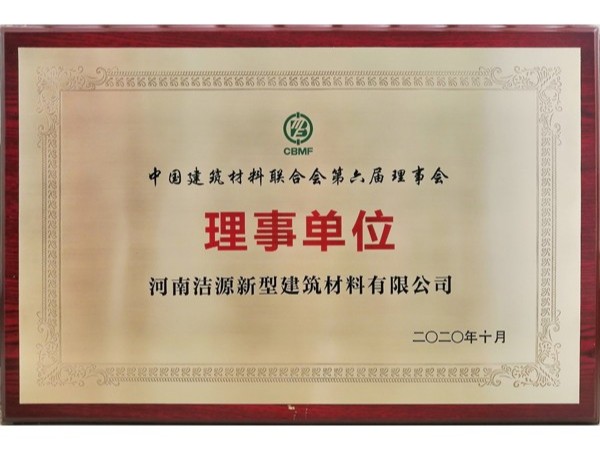 CBMF
中国建筑材料联合会第六届理事会
理事单位
河南洁源新型建筑材料有限公司
二〇二〇年十月